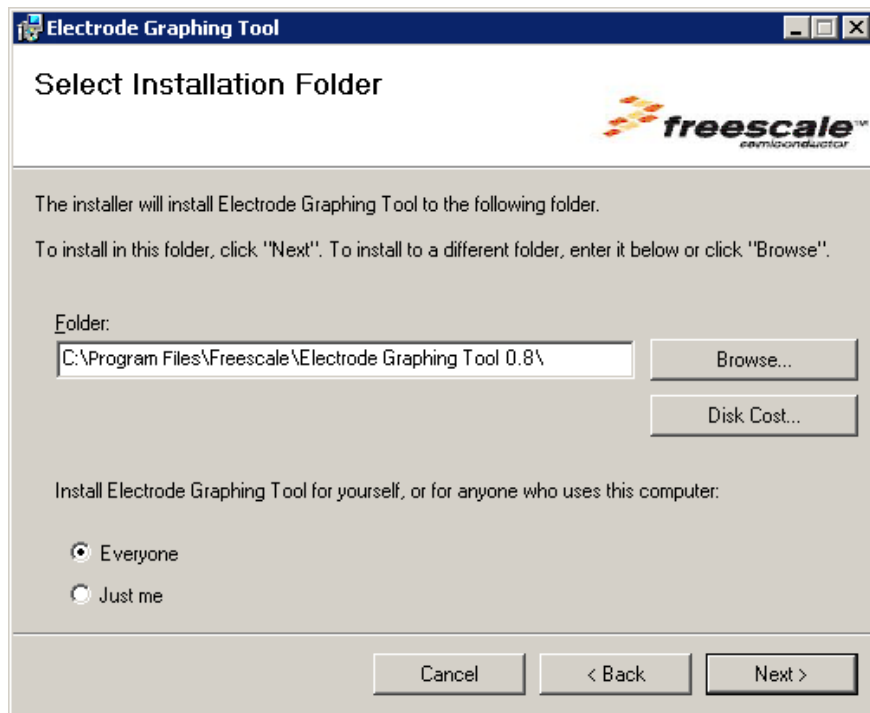 Electrode Graphing Tool
Select Installation Folder
freescale™
semiconductor
The installer will install Electrode Graphing Tool to the following folder.
To install in this folder, click "Next". To install to a different folder, enter it below or click "Browse".
Folder:
C:\Program Files\Freescale\Electrode Graphing Tool 0.8\
Browse...
Disk Cost...
Install Electrode Graphing Tool for yourself, or for anyone who uses this computer:
Everyone
Just me
Cancel
< Back
Next >